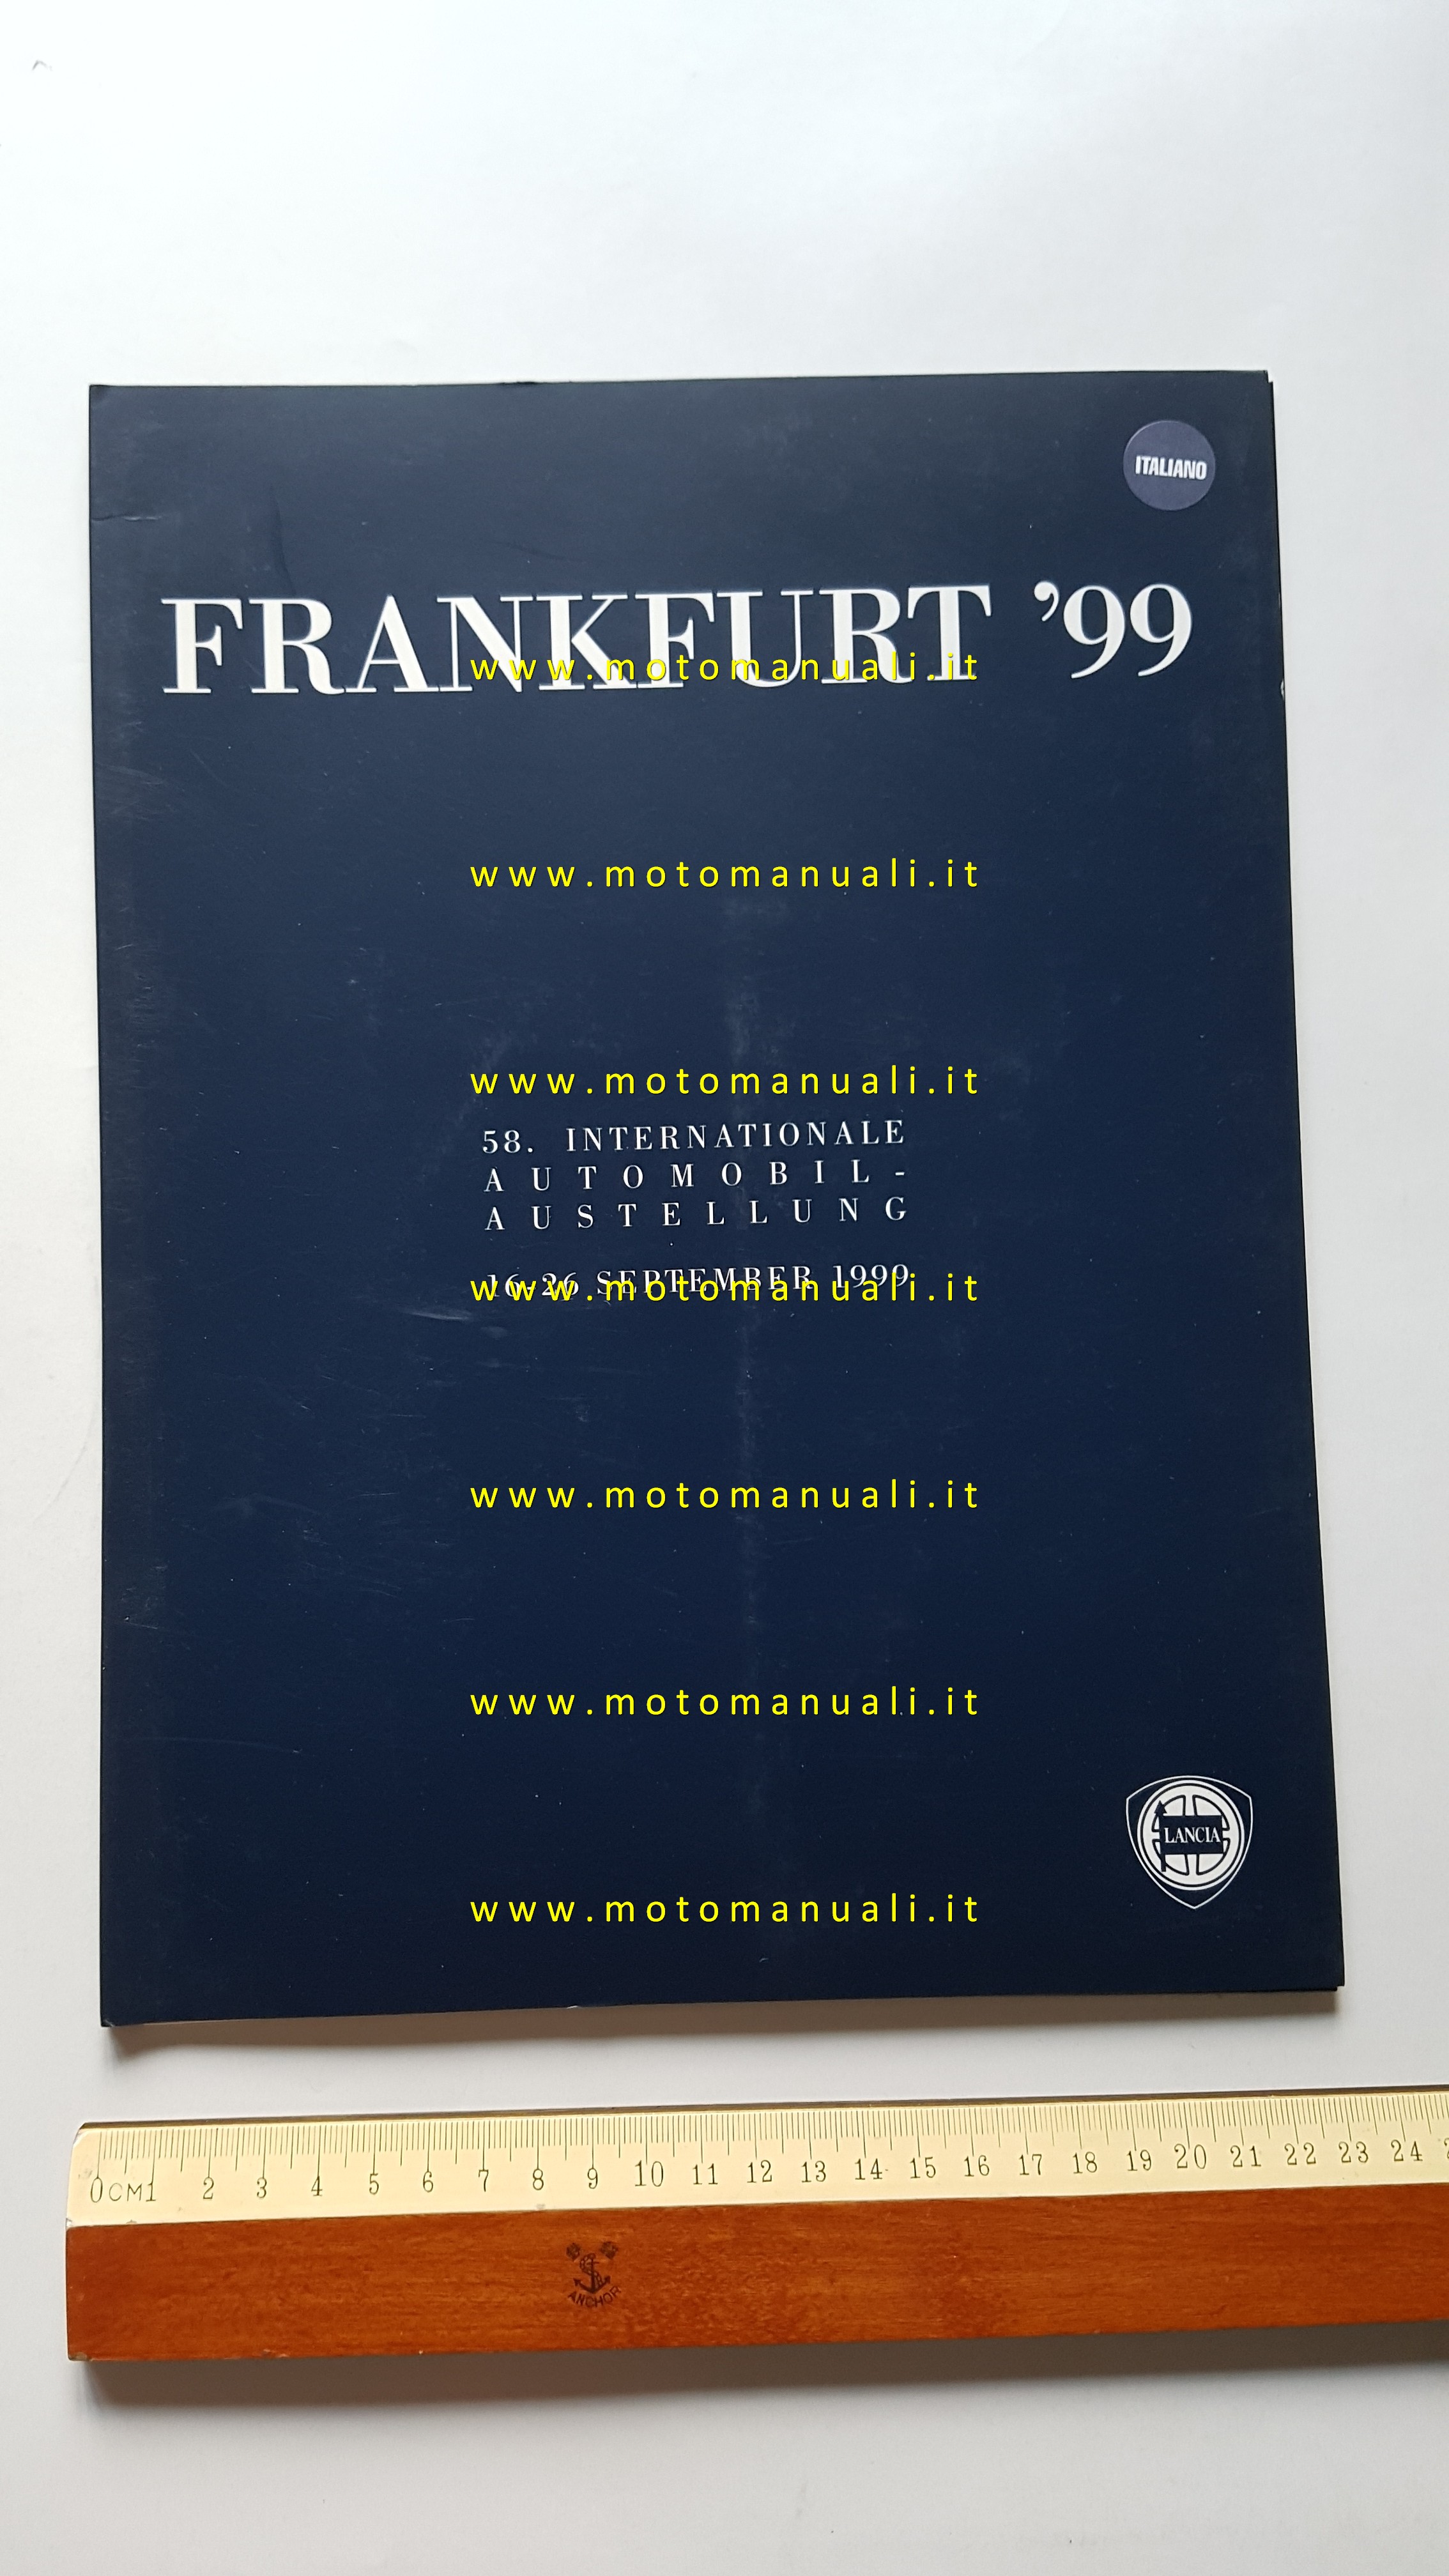 ITALIANO
FRANKFURT ’99
www.motomanuali.it
www.motomanuali.it
www.motomanuali.it
58. INTERNATIONALE
AUTOMOBIL-
AUSTELLUNG
16-26 SEPTEMBER 1999
www.motomanuali.it
www.motomanuali.it
www.motomanuali.it
LANCIA
www.motomanuali.it
0CM1 2 3 4 5 6 7 8 9 10 11 12 13 14 15 16 17 18 19 20 21 22 23 24
ANCHOR